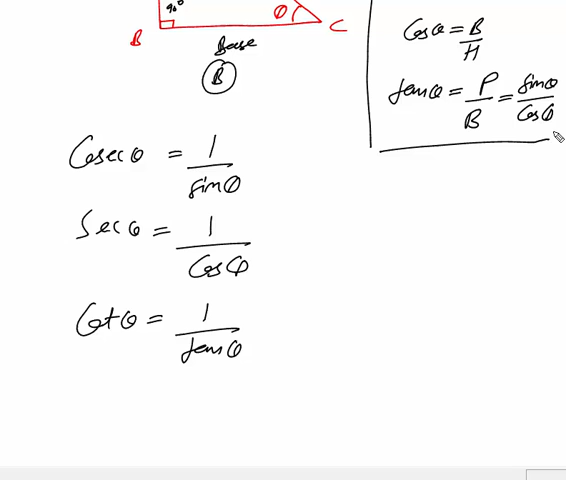 90°
B
θ
C
Base
B
Cosθ = B/H
tanθ = P/B = sinθ/Cosθ
Cosecθ = 1/sinθ
Secθ = 1/Cosθ
Cotθ = 1/tanθ